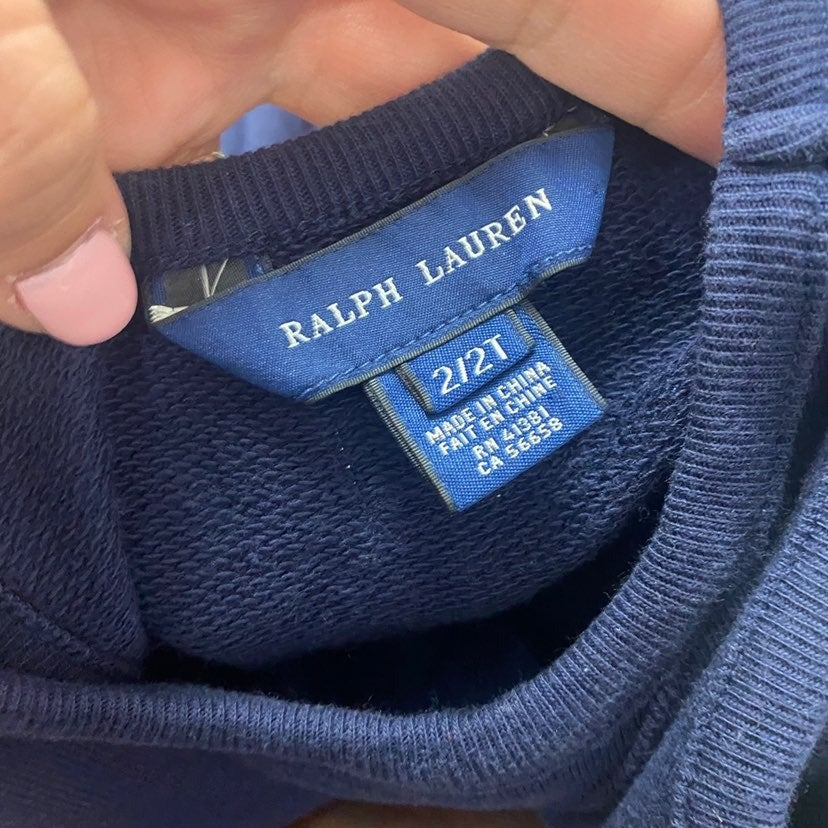 RALPH LAUREN
2/2T
MADE IN CHINA
FAIT EN CHINE
RN 41381
CA 56658